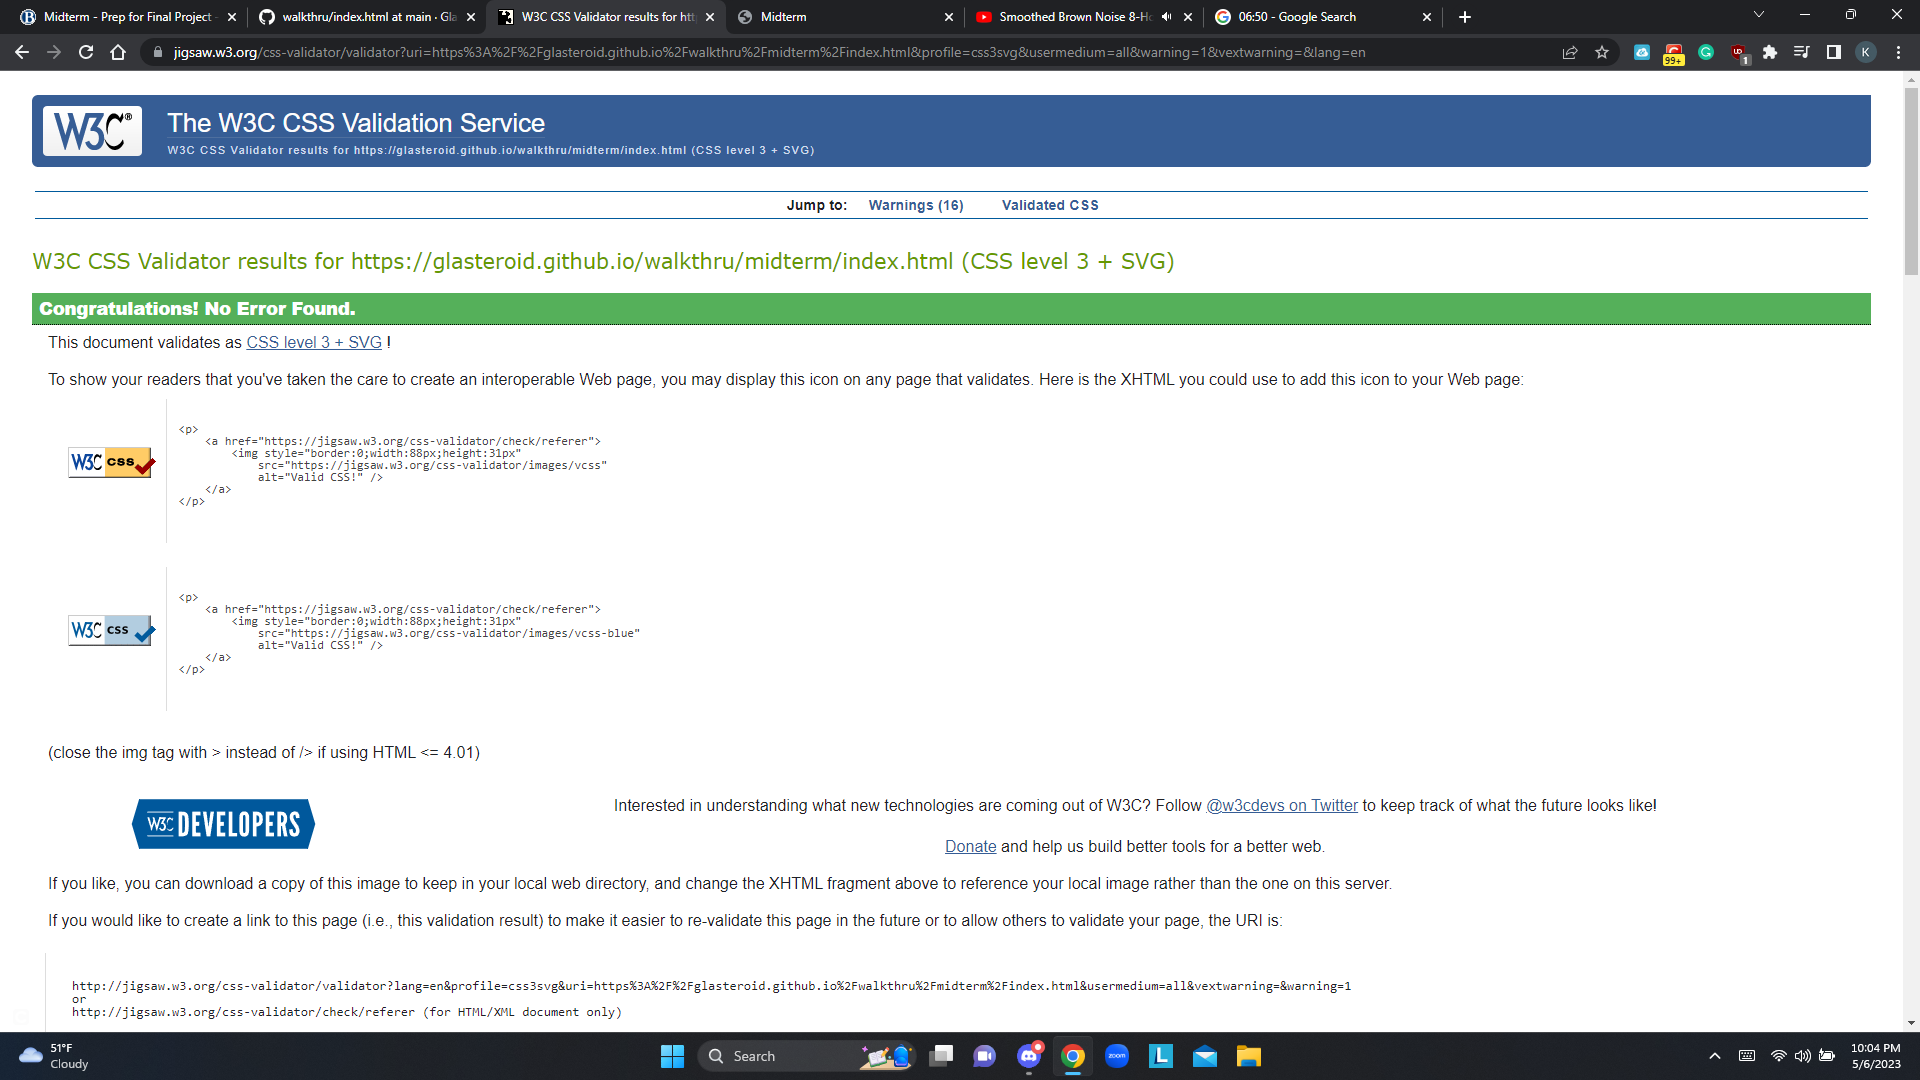 Midterm - Prep for Final Project -
walkthru/index.html at main · Gla
W3C CSS Validator results for htt
Midterm
Smoothed Brown Noise 8-Ho
06:50 - Google Search
jigsaw.w3.org/css-validator/validator?uri=https%3A%2F%2Fglasteroid.github.io%2Fwalkthru%2Fmidterm%2Findex.html&profile=css3svg&usermedium=all&warning=1&vextwarning=&lang=en
99+
1
K
W3C®
The W3C CSS Validation Service
W3C CSS Validator results for https://glasteroid.github.io/walkthru/midterm/index.html (CSS level 3 + SVG)
Jump to: Warnings (16) Validated CSS
W3C CSS Validator results for https://glasteroid.github.io/walkthru/midterm/index.html (CSS level 3 + SVG)
Congratulations! No Error Found.
This document validates as CSS level 3 + SVG !
To show your readers that you've taken the care to create an interoperable Web page, you may display this icon on any page that validates. Here is the XHTML you could use to add this icon to your Web page:
W3C css
<p>
<a href="https://jigsaw.w3.org/css-validator/check/referer">
<img style="border:0;width:88px;height:31px"
src="https://jigsaw.w3.org/css-validator/images/vcss"
alt="Valid CSS!" />
</a>
</p>
W3C css
<p>
<a href="https://jigsaw.w3.org/css-validator/check/referer">
<img style="border:0;width:88px;height:31px"
src="https://jigsaw.w3.org/css-validator/images/vcss-blue"
alt="Valid CSS!" />
</a>
</p>
(close the img tag with > instead of /> if using HTML <= 4.01)
W3C DEVELOPERS
Interested in understanding what new technologies are coming out of W3C? Follow @w3cdevs on Twitter to keep track of what the future looks like!
Donate and help us build better tools for a better web.
If you like, you can download a copy of this image to keep in your local web directory, and change the XHTML fragment above to reference your local image rather than the one on this server.
If you would like to create a link to this page (i.e., this validation result) to make it easier to re-validate this page in the future or to allow others to validate your page, the URI is:
http://jigsaw.w3.org/css-validator/validator?lang=en&profile=css3svg&uri=https%3A%2F%2Fglasteroid.github.io%2Fwalkthru%2Fmidterm%2Findex.html&usermedium=all&vextwarning=&warning=1
or
http://jigsaw.w3.org/css-validator/check/referer (for HTML/XML document only)
51°F
Cloudy
Search
zoom
L
10:04 PM
5/6/2023